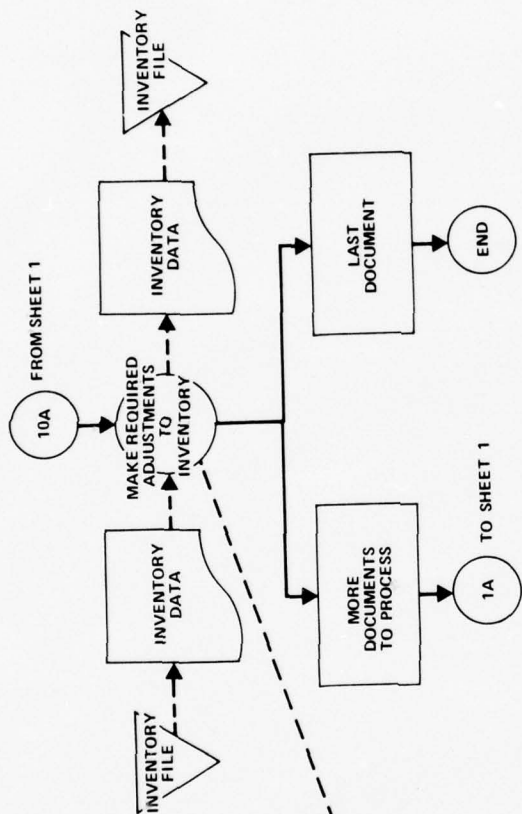 10A
FROM SHEET 1
INVENTORY
FILE
INVENTORY
DATA
MAKE REQUIRED
ADJUSTMENTS
TO
INVENTORY
INVENTORY
DATA
INVENTORY
FILE
MORE
DOCUMENTS
TO PROCESS
LAST
DOCUMENT
1A
TO SHEET 1
END